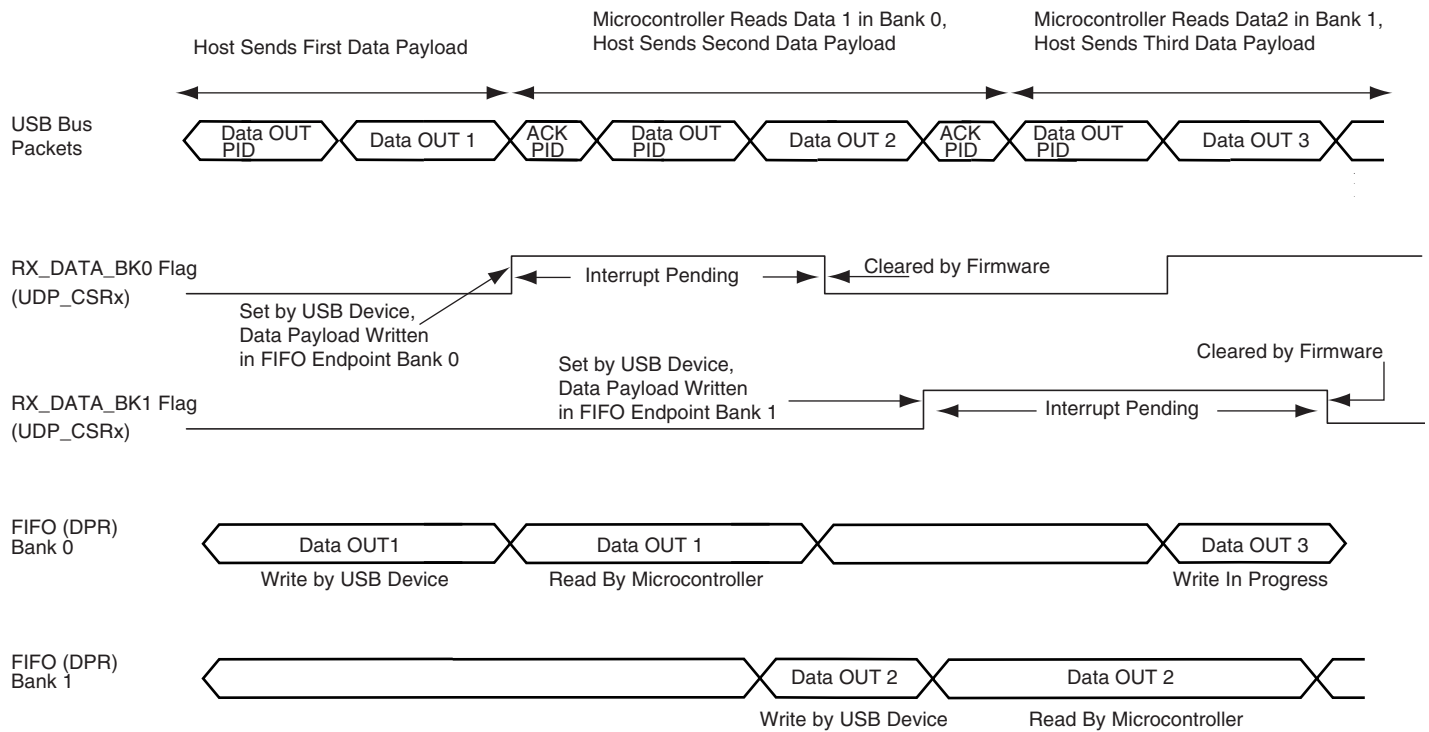 Host Sends First Data Payload
Microcontroller Reads Data 1 in Bank 0,
Host Sends Second Data Payload
Microcontroller Reads Data2 in Bank 1,
Host Sends Third Data Payload
USB Bus
Packets
Data OUT
PID
Data OUT 1
ACK
PID
Data OUT
PID
Data OUT 2
ACK
PID
Data OUT
PID
Data OUT 3
RX_DATA_BK0 Flag
(UDP_CSRx)
Interrupt Pending
Cleared by Firmware
Set by USB Device,
Data Payload Written
in FIFO Endpoint Bank 0
RX_DATA_BK1 Flag
(UDP_CSRx)
Set by USB Device,
Data Payload Written
in FIFO Endpoint Bank 1
Interrupt Pending
Cleared by Firmware
FIFO (DPR)
Bank 0
Data OUT1
Data OUT 1
Data OUT 3
Write by USB Device
Read By Microcontroller
Write In Progress
FIFO (DPR)
Bank 1
Data OUT 2
Data OUT 2
Write by USB Device
Read By Microcontroller